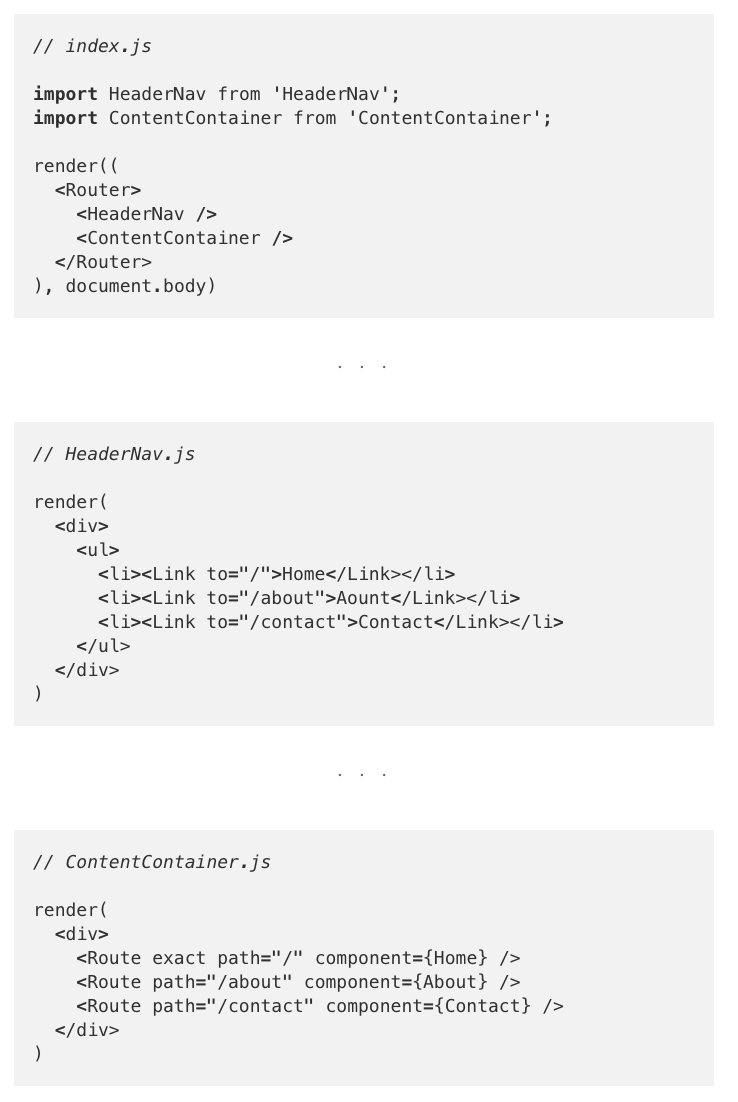 // index.js
import HeaderNav from 'HeaderNav';
import ContentContainer from 'ContentContainer';
render((
  <Router>
    <HeaderNav />
    <ContentContainer />
  </Router>
), document.body)
. . .
// HeaderNav.js
render(
  <div>
    <ul>
      <li><Link to="/">Home</Link></li>
      <li><Link to="/about">Aount</Link></li>
      <li><Link to="/contact">Contact</Link></li>
    </ul>
  </div>
)
. . .
// ContentContainer.js
render(
  <div>
    <Route exact path="/" component={Home} />
    <Route path="/about" component={About} />
    <Route path="/contact" component={Contact} />
  </div>
)